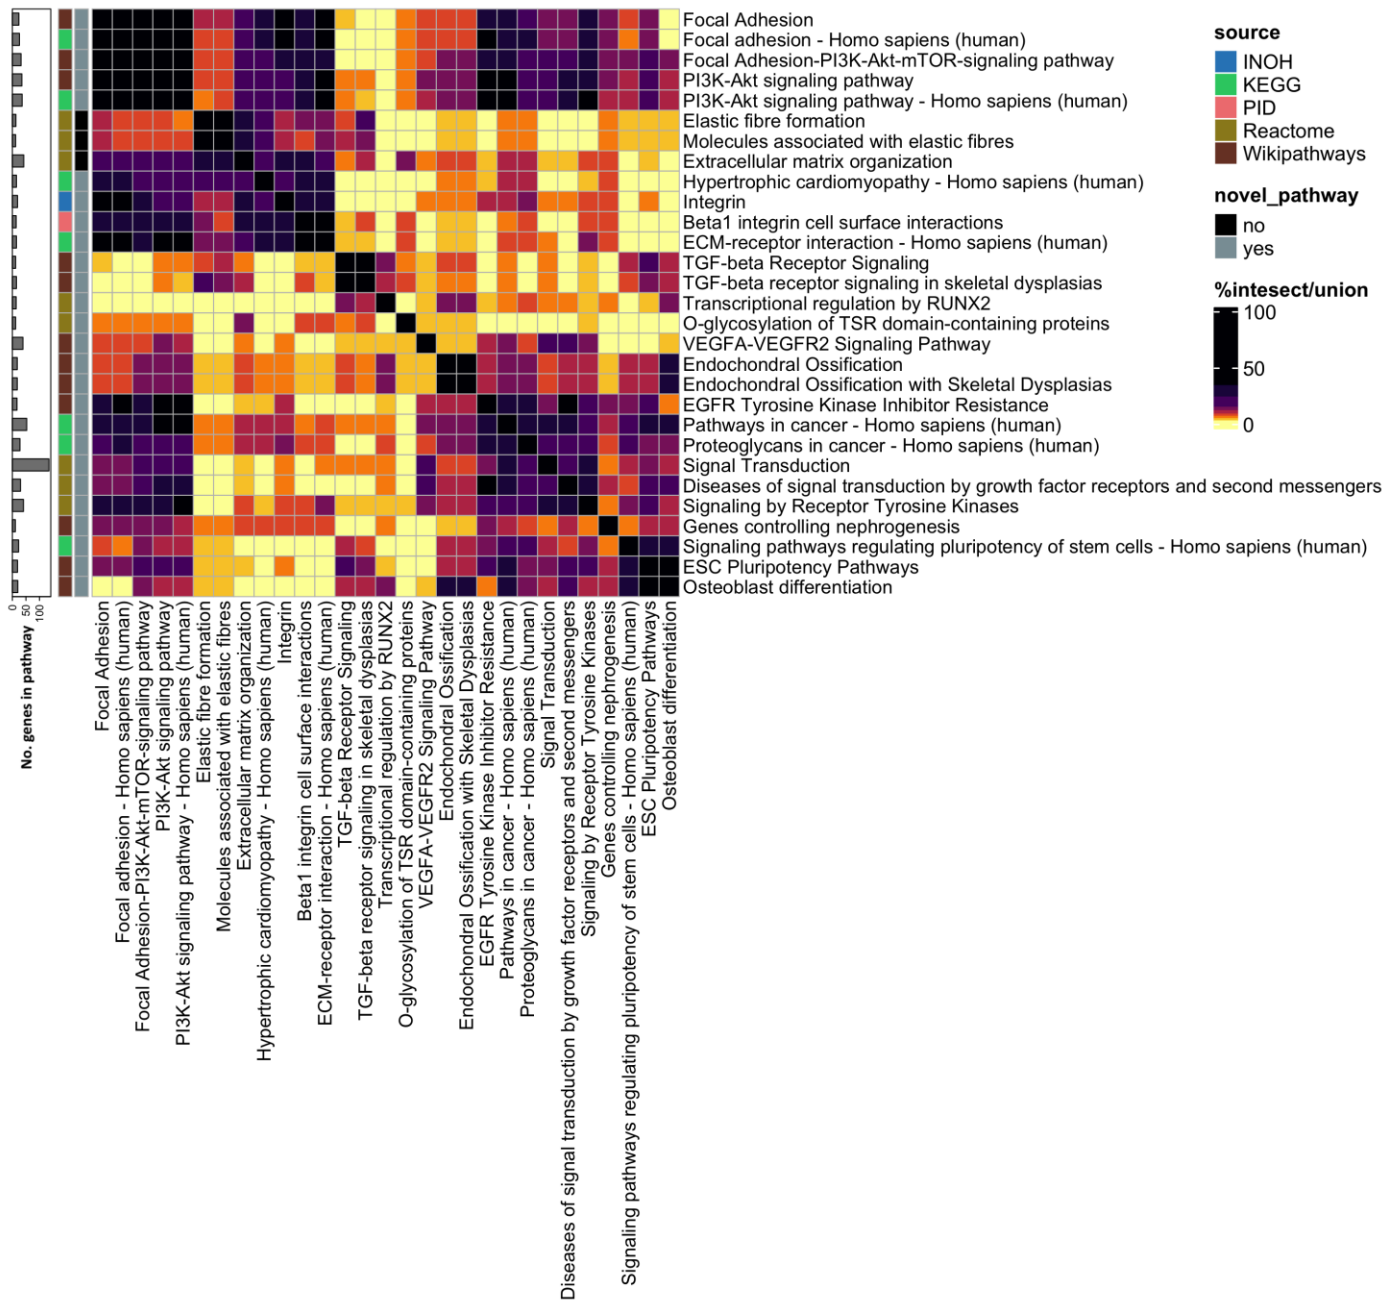 Focal Adhesion
Focal adhesion - Homo sapiens (human)
Focal Adhesion-PI3K-Akt-mTOR-signaling pathway
PI3K-Akt signaling pathway
PI3K-Akt signaling pathway - Homo sapiens (human)
Elastic fibre formation
Molecules associated with elastic fibres
Extracellular matrix organization
Hypertrophic cardiomyopathy - Homo sapiens (human)
Integrin
Beta1 integrin cell surface interactions
ECM-receptor interaction - Homo sapiens (human)
TGF-beta Receptor Signaling
TGF-beta receptor signaling in skeletal dysplasias
Transcriptional regulation by RUNX2
O-glycosylation of TSR domain-containing proteins
VEGFA-VEGFR2 Signaling Pathway
Endochondral Ossification
Endochondral Ossification with Skeletal Dysplasias
EGFR Tyrosine Kinase Inhibitor Resistance
Pathways in cancer - Homo sapiens (human)
Proteoglycans in cancer - Homo sapiens (human)
Signal Transduction
Diseases of signal transduction by growth factor receptors and second messengers
Signaling by Receptor Tyrosine Kinases
Genes controlling nephrogenesis
Signaling pathways regulating pluripotency of stem cells - Homo sapiens (human)
ESC Pluripotency Pathways
Osteoblast differentiation
source
INOH
KEGG
PID
Reactome
Wikipathways
novel_pathway
no
yes
%intesect/union
100
50
0
0
50
100
No. genes in pathway
Focal Adhesion
Focal adhesion - Homo sapiens (human)
Focal Adhesion-PI3K-Akt-mTOR-signaling pathway
PI3K-Akt signaling pathway
PI3K-Akt signaling pathway - Homo sapiens (human)
Elastic fibre formation
Molecules associated with elastic fibres
Extracellular matrix organization
Hypertrophic cardiomyopathy - Homo sapiens (human)
Integrin
Beta1 integrin cell surface interactions
ECM-receptor interaction - Homo sapiens (human)
TGF-beta Receptor Signaling
TGF-beta receptor signaling in skeletal dysplasias
Transcriptional regulation by RUNX2
O-glycosylation of TSR domain-containing proteins
VEGFA-VEGFR2 Signaling Pathway
Endochondral Ossification
Endochondral Ossification with Skeletal Dysplasias
EGFR Tyrosine Kinase Inhibitor Resistance
Pathways in cancer - Homo sapiens (human)
Proteoglycans in cancer - Homo sapiens (human)
Signal Transduction
Diseases of signal transduction by growth factor receptors and second messengers
Signaling by Receptor Tyrosine Kinases
Genes controlling nephrogenesis
Signaling pathways regulating pluripotency of stem cells - Homo sapiens (human)
ESC Pluripotency Pathways
Osteoblast differentiation